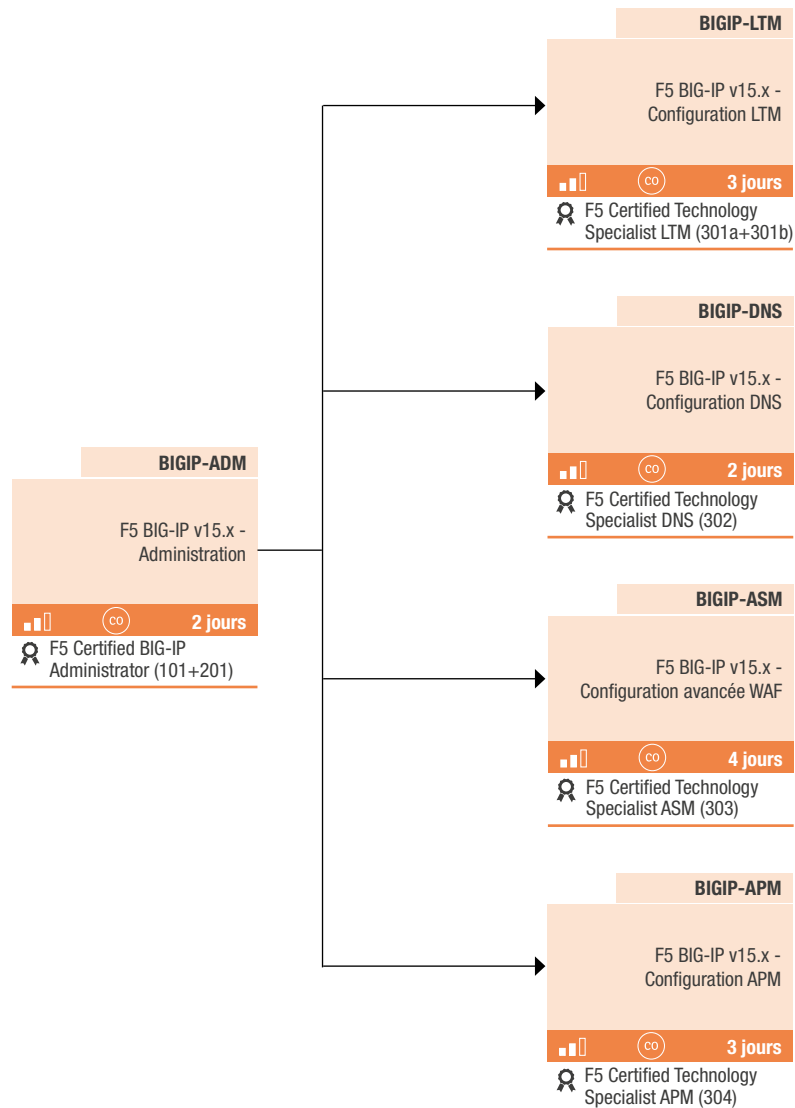 BIGIP-LTM
F5 BIG-IP v15.x -
Configuration LTM
co
3 jours
F5 Certified Technology
Specialist LTM (301a+301b)
BIGIP-DNS
F5 BIG-IP v15.x -
Configuration DNS
co
2 jours
F5 Certified Technology
Specialist DNS (302)
BIGIP-ADM
F5 BIG-IP v15.x -
Administration
co
2 jours
F5 Certified BIG-IP
Administrator (101+201)
BIGIP-ASM
F5 BIG-IP v15.x -
Configuration avancée WAF
co
4 jours
F5 Certified Technology
Specialist ASM (303)
BIGIP-APM
F5 BIG-IP v15.x -
Configuration APM
co
3 jours
F5 Certified Technology
Specialist APM (304)